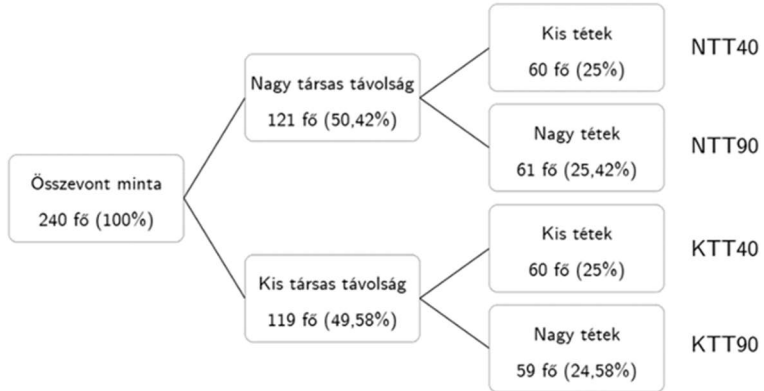 Összevont minta
240 fő (100%)
Nagy társas távolság
121 fő (50,42%)
Kis társas távolság
119 fő (49,58%)
Kis tétek
60 fő (25%)
NTT40
Nagy tétek
61 fő (25,42%)
NTT90
Kis tétek
60 fő (25%)
KTT40
Nagy tétek
59 fő (24,58%)
KTT90